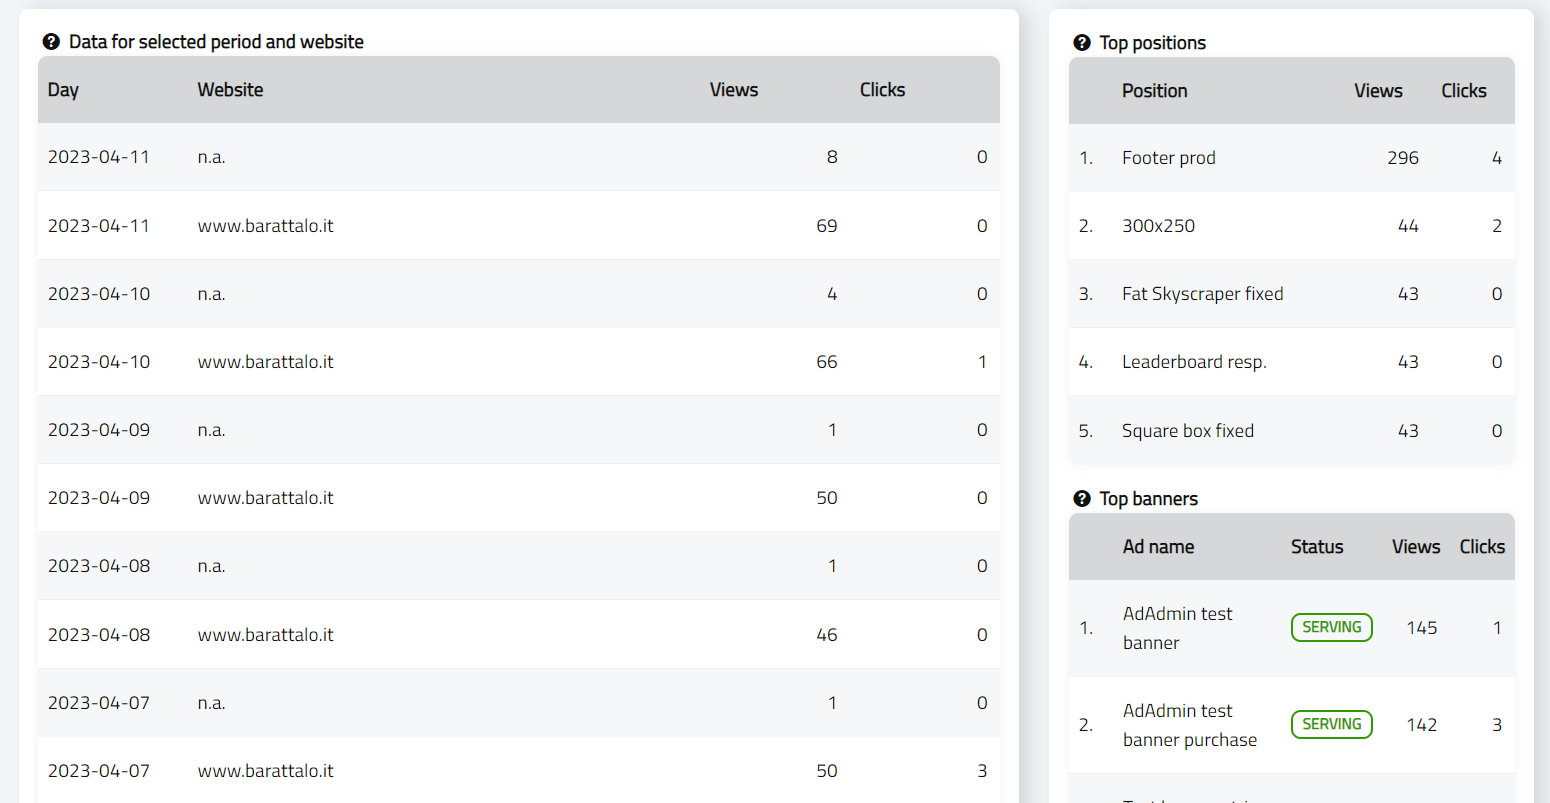 Data for selected period and website
Day Website Views Clicks
2023-04-11 n.a. 8 0
2023-04-11 www.barattalo.it 69 0
2023-04-10 n.a. 4 0
2023-04-10 www.barattalo.it 66 1
2023-04-09 n.a. 1 0
2023-04-09 www.barattalo.it 50 0
2023-04-08 n.a. 1 0
2023-04-08 www.barattalo.it 46 0
2023-04-07 n.a. 1 0
2023-04-07 www.barattalo.it 50 3
Top positions
Position Views Clicks
1. Footer prod 296 4
2. 300x250 44 2
3. Fat Skyscraper fixed 43 0
4. Leaderboard resp. 43 0
5. Square box fixed 43 0
Top banners
Ad name Status Views Clicks
1. AdAdmin test
banner SERVING 145 1
2. AdAdmin test
banner purchase SERVING 142 3